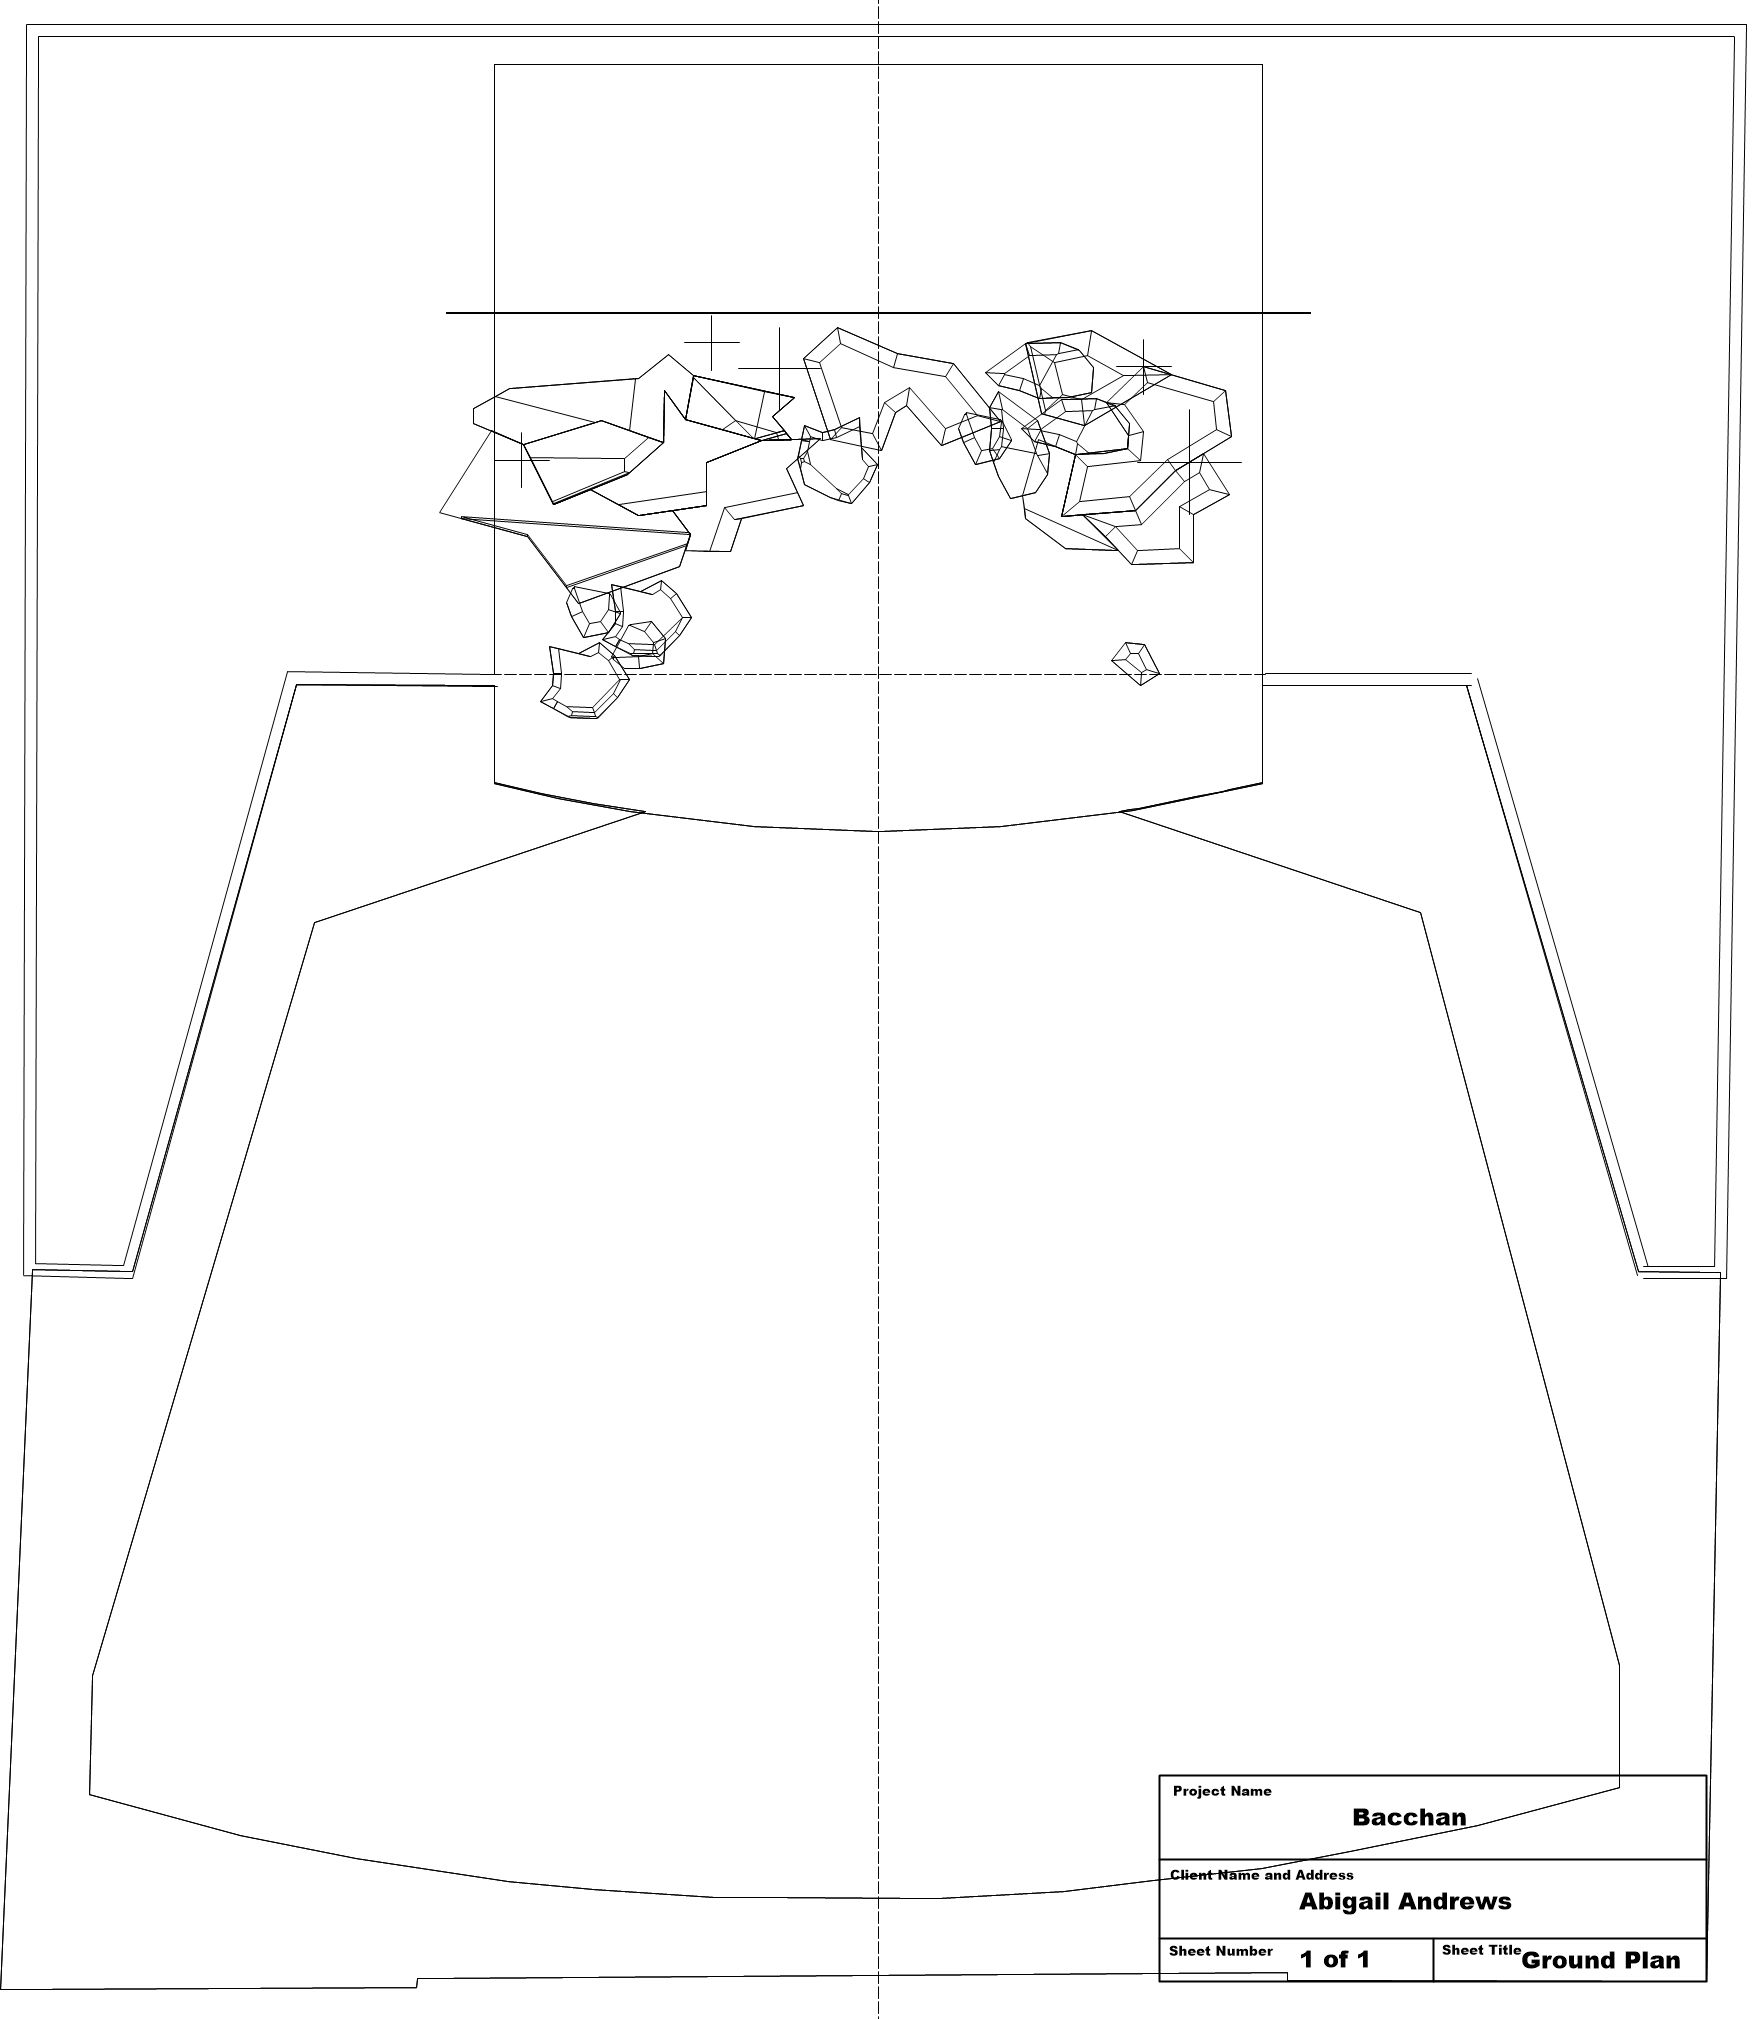 Project Name
Bacchan
Client Name and Address
Abigail Andrews
Sheet Number 1 of 1
Sheet Title Ground Plan